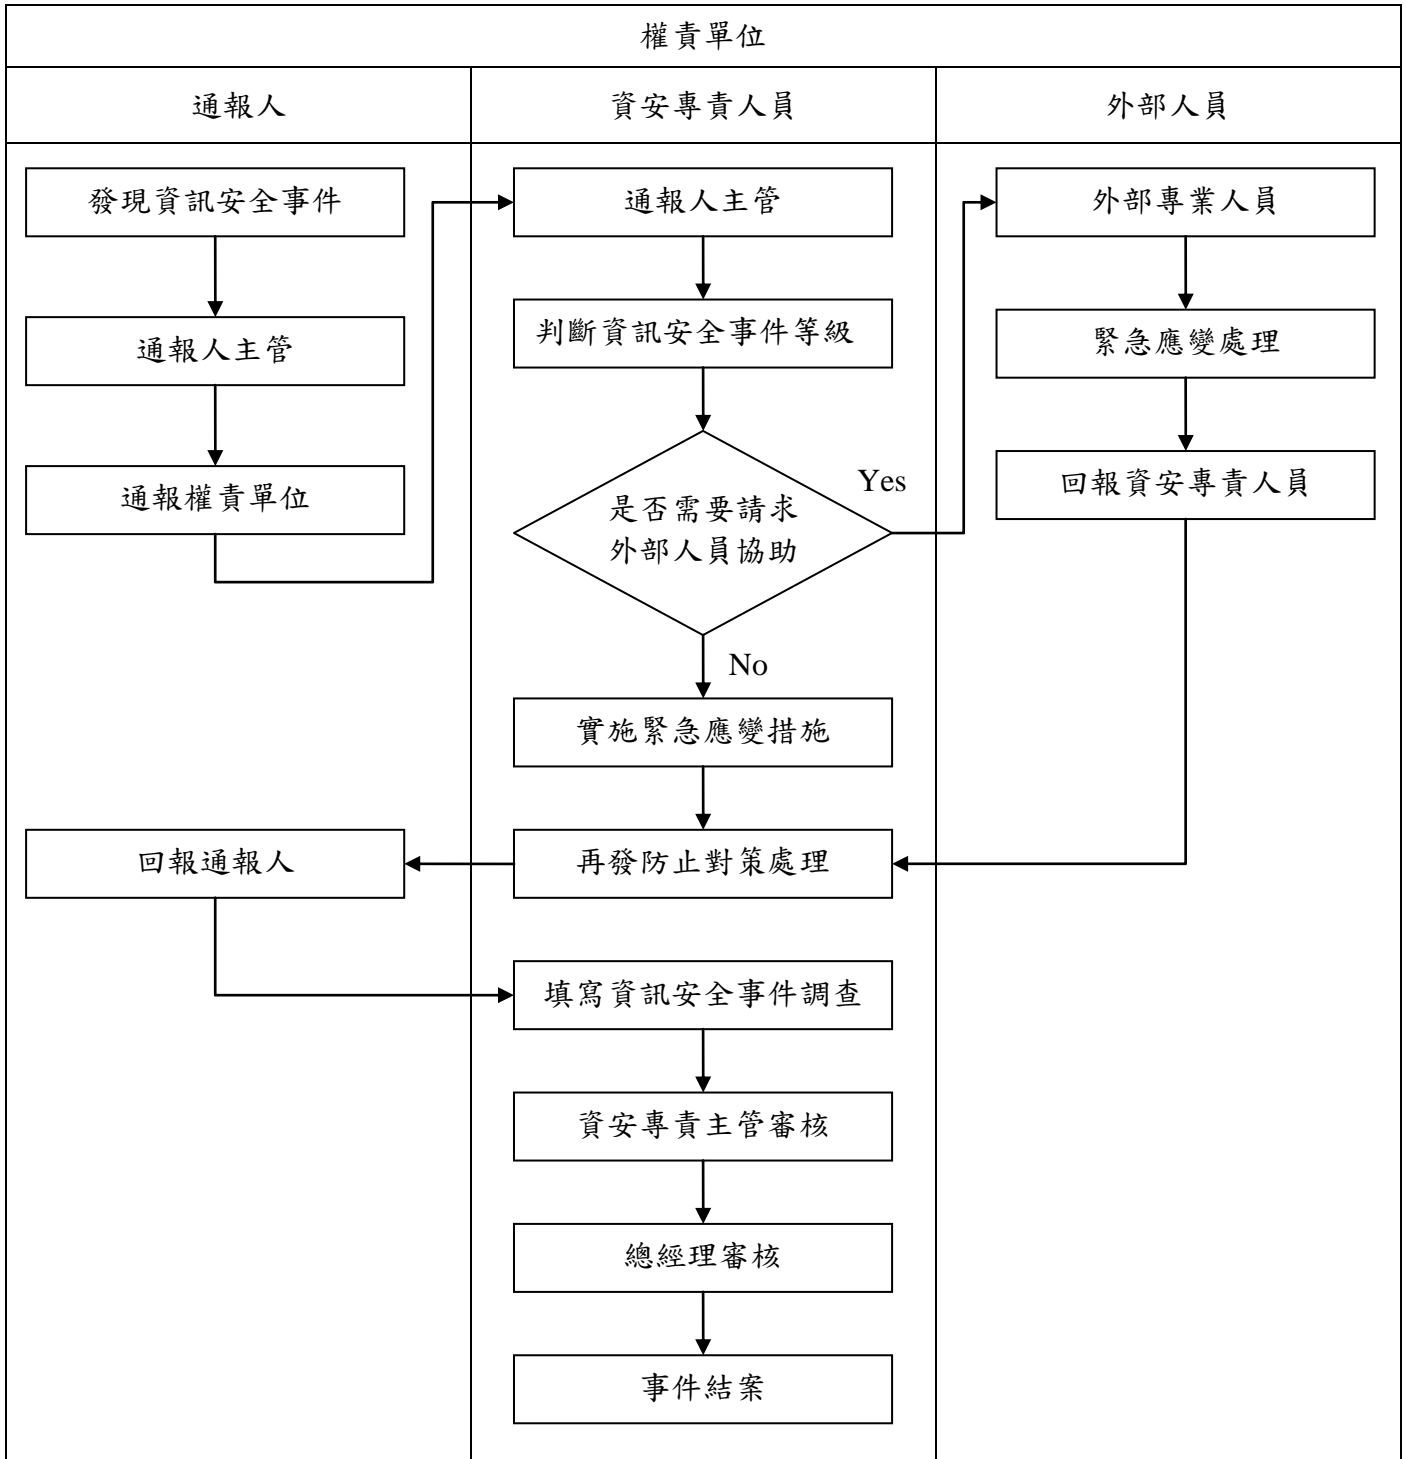 權責單位
通報人
資安專責人員
外部人員
發現資訊安全事件
通報人主管
通報權責單位
通報人主管
判斷資訊安全事件等級
是否需要請求
外部人員協助
Yes
No
外部專業人員
緊急應變處理
回報資安專責人員
實施緊急應變措施
再發防止對策處理
回報通報人
填寫資訊安全事件調查
資安專責主管審核
總經理審核
事件結案